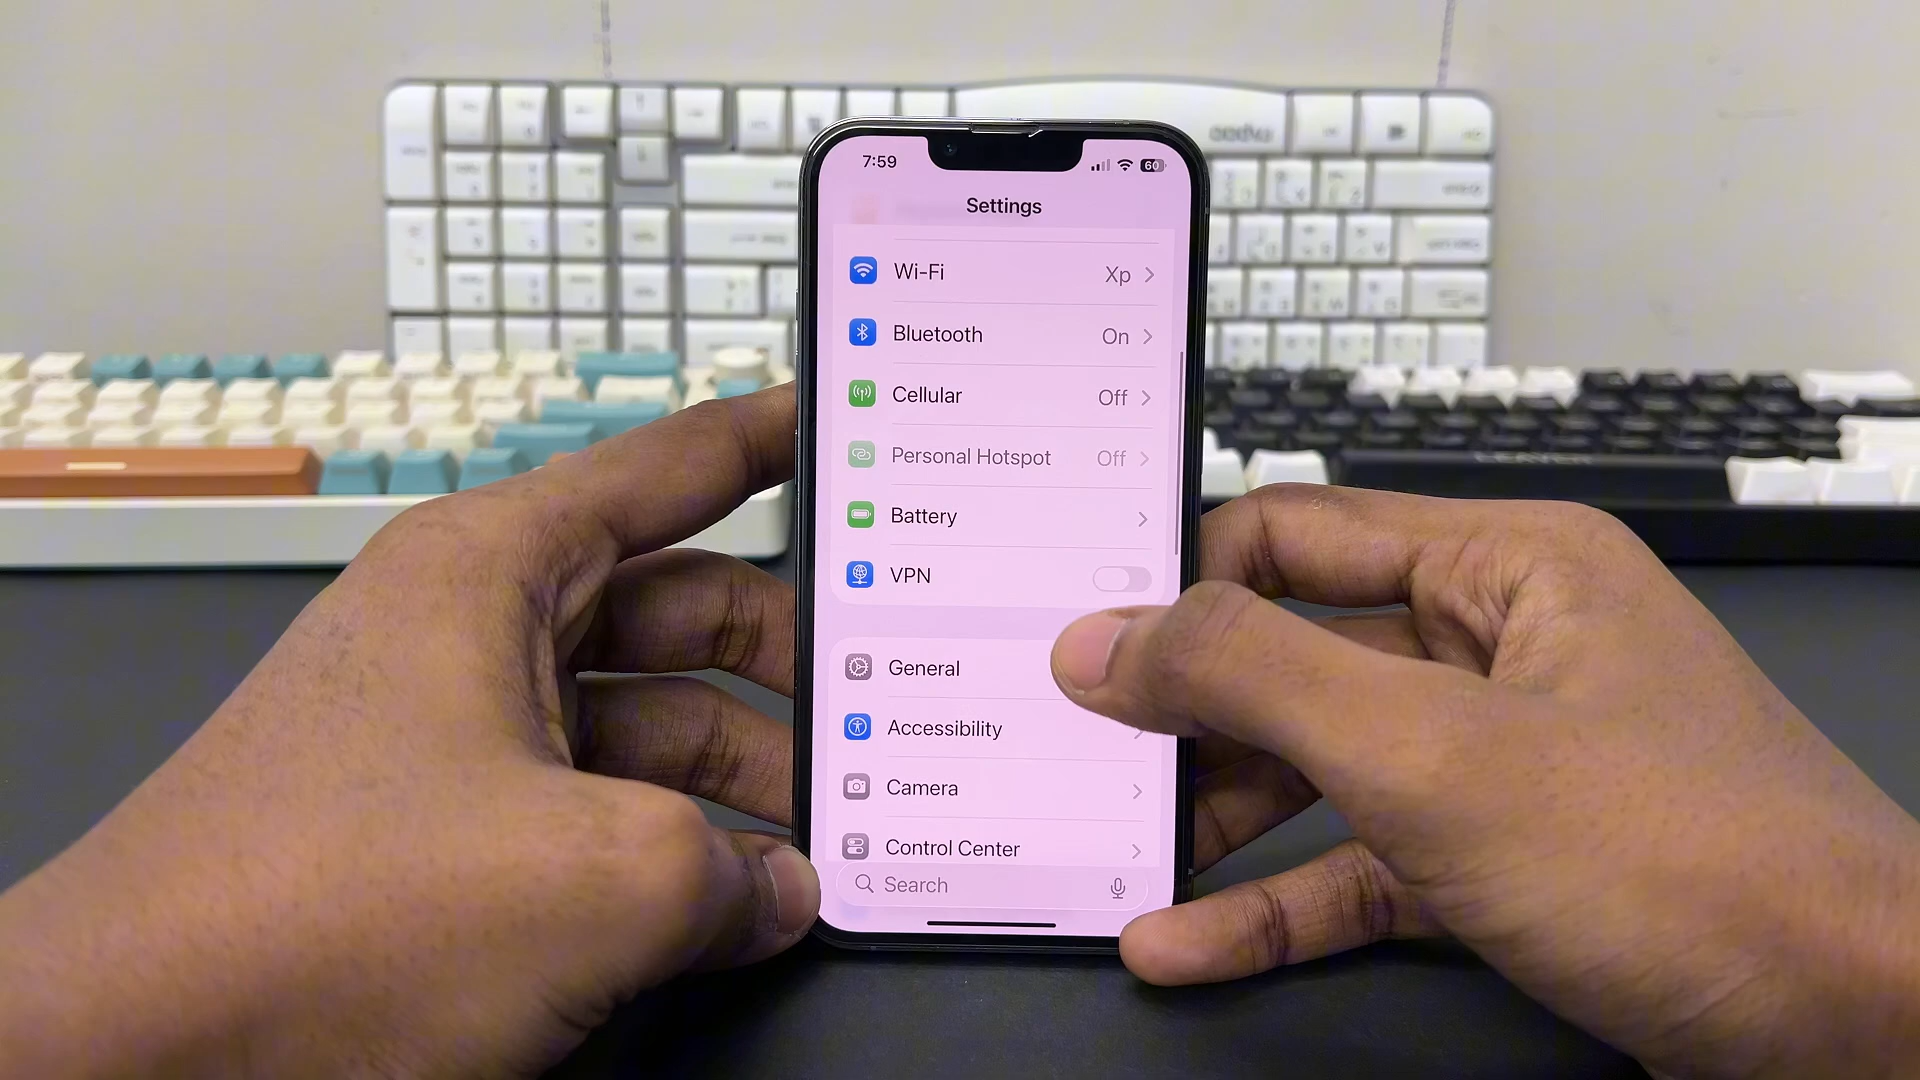 7:59
60
Settings
Wi-Fi
Xp
Bluetooth
On
Cellular
Off
Personal Hotspot
Off
Battery
VPN
General
Accessibility
Camera
Control Center
Search